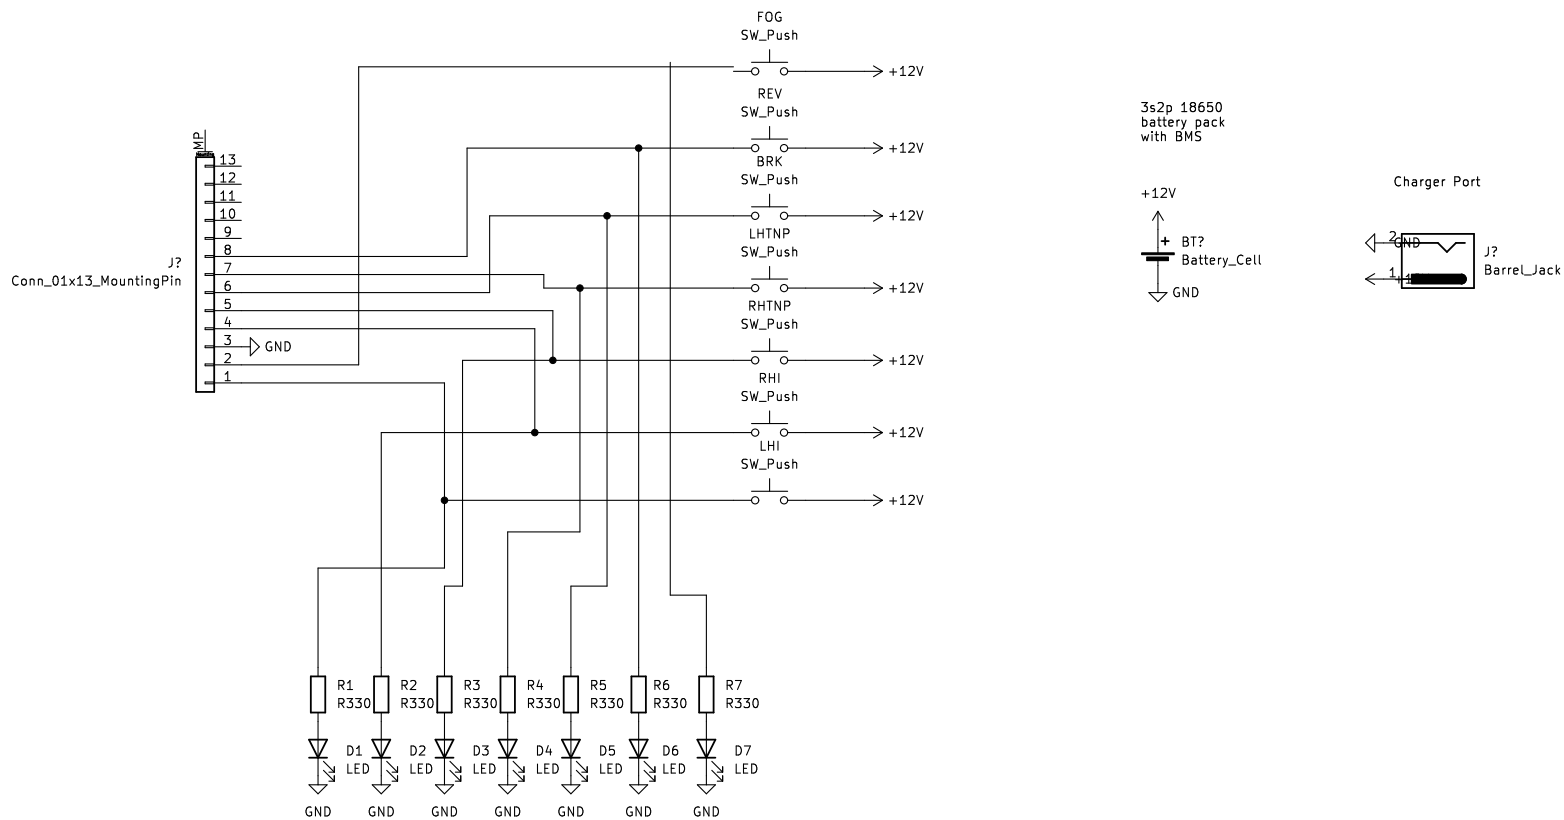 FOG
SW_Push
+12V
REV
SW_Push
+12V
BRK
SW_Push
+12V
LHTNP
SW_Push
+12V
RHTNP
SW_Push
+12V
RHI
SW_Push
+12V
LHI
SW_Push
+12V
MP
13
12
11
10
9
8
7
6
5
4
3
2
1
J?
Conn_01x13_MountingPin
GND
3s2p 18650
battery pack
with BMS
+12V
+
BT?
Battery_Cell
GND
Charger Port
2
GND
1
J?
Barrel_Jack
R1
R330
R2
R330
R3
R330
R4
R330
R5
R330
R6
R330
R7
R330
D1
LED
D2
LED
D3
LED
D4
LED
D5
LED
D6
LED
D7
LED
GND
GND
GND
GND
GND
GND
GND